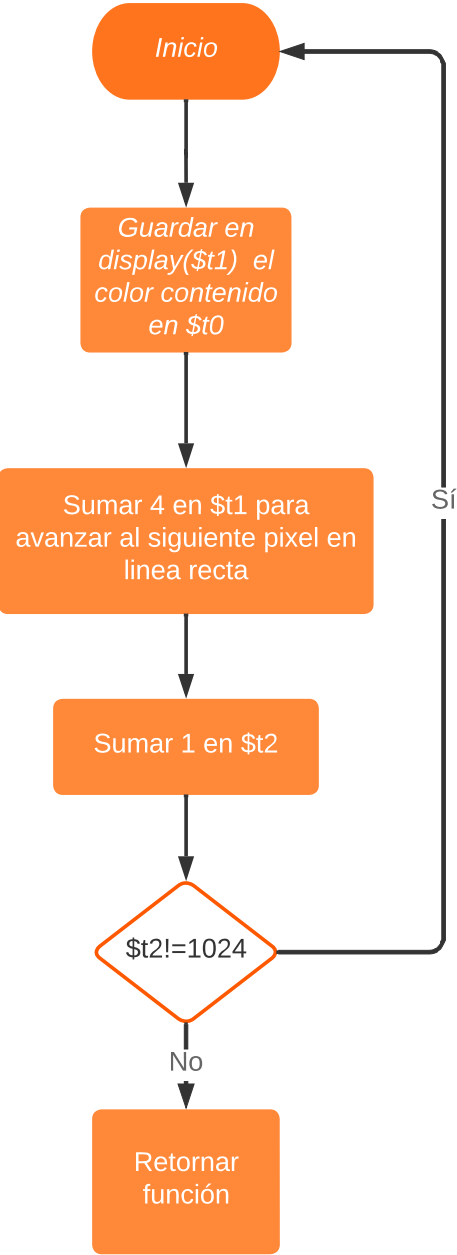 Inicio
Guardar en
display($t1)  el
color contenido
en $t0
Sumar 4 en $t1 para
avanzar al siguiente pixel en
linea recta
Sí
Sumar 1 en $t2
$t2!=1024
No
Retornar
función